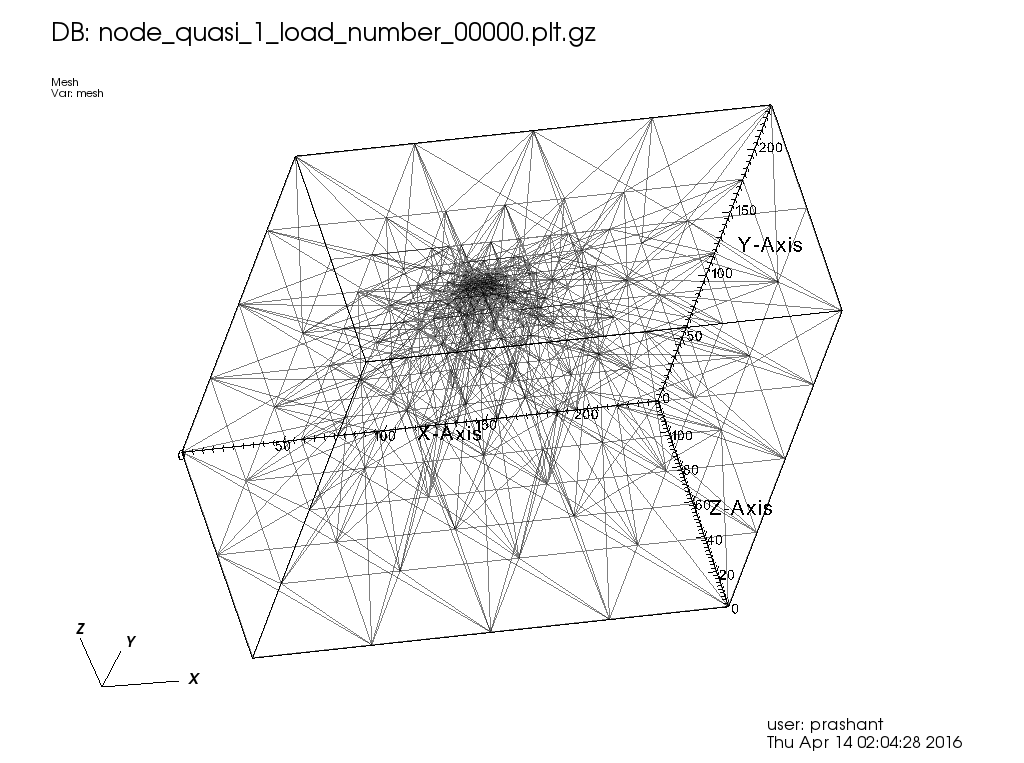 DB: node_quasi_1_load_number_00000.plt.gz
Mesh
Var: mesh
200
150
Y-Axis
100
50
0
0
50
100
X-Axis
150
200
100
80
60
Z-Axis
40
20
0
Z
Y
X
user: prashant
Thu Apr 14 02:04:28 2016